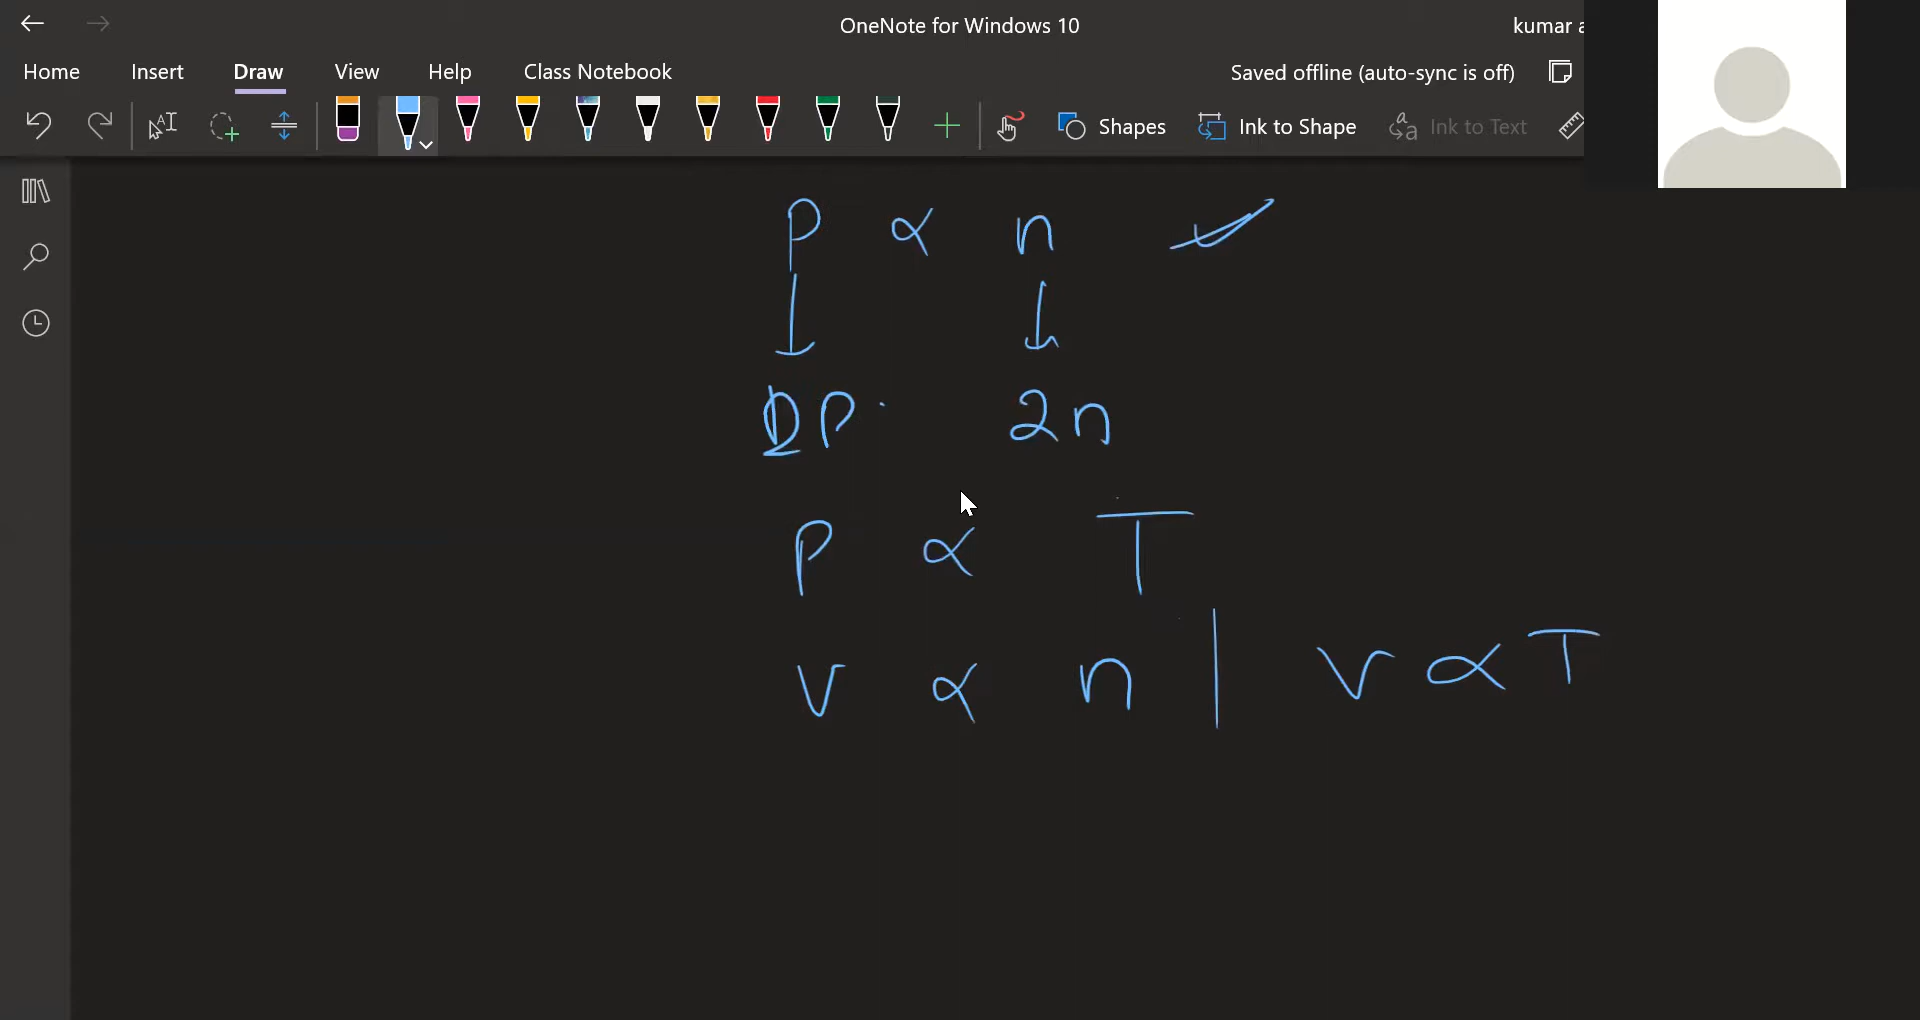 OneNote for Windows 10
kumar a
Home Insert Draw View Help Class Notebook
Saved offline (auto-sync is off)
Shapes Ink to Shape Ink to Text
P ∝ n
P 2n
P ∝ T
V ∝ n | V ∝ T